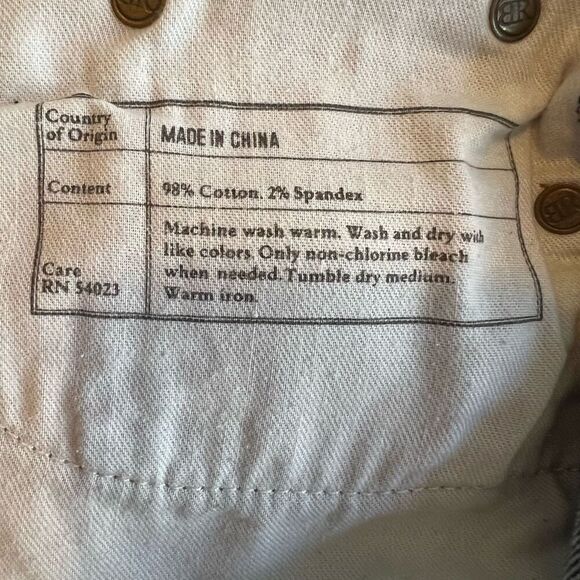 BR
Country
of Origin
MADE IN CHINA
Content
98% Cotton. 2% Spandex
Machine wash warm. Wash and dry with
like colors. Only non-chlorine bleach
when needed. Tumble dry medium.
Warm iron.
Care
RN 54023